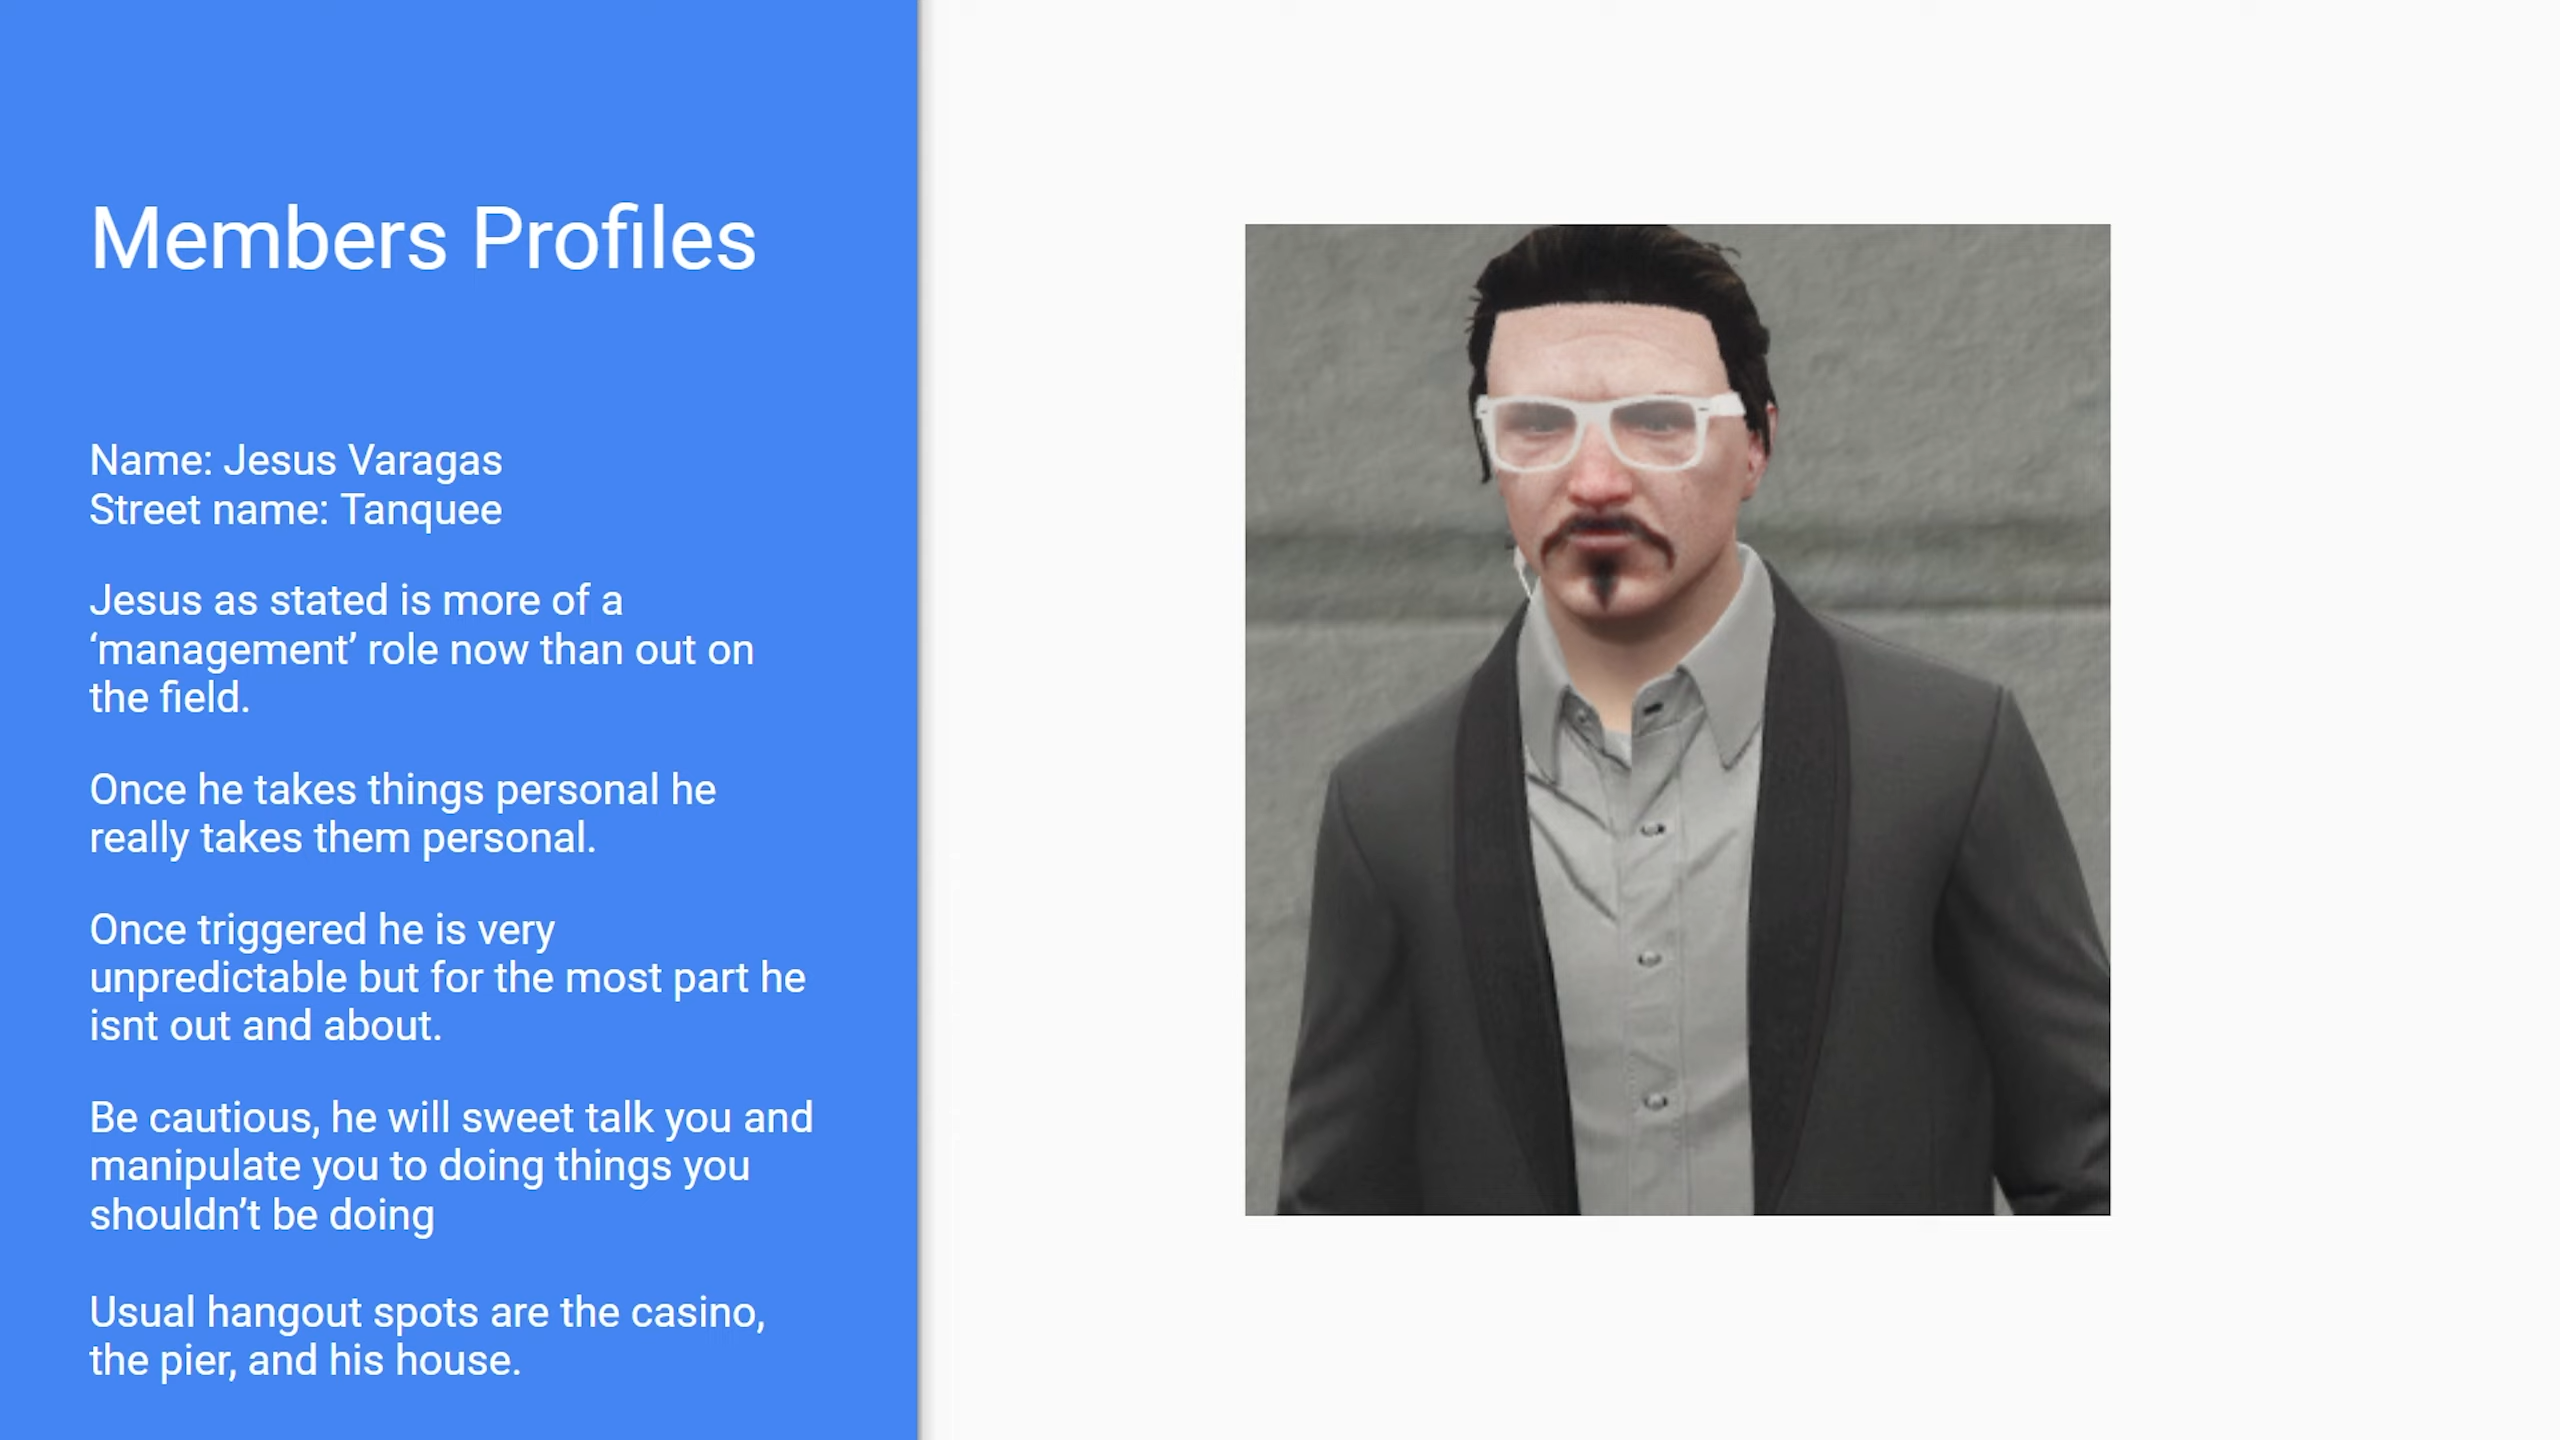 Members Profiles
Name: Jesus Varagas
Street name: Tanquee
Jesus as stated is more of a
‘management’ role now than out on
the field.
Once he takes things personal he
really takes them personal.
Once triggered he is very
unpredictable but for the most part he
isnt out and about.
Be cautious, he will sweet talk you and
manipulate you to doing things you
shouldn’t be doing
Usual hangout spots are the casino,
the pier, and his house.